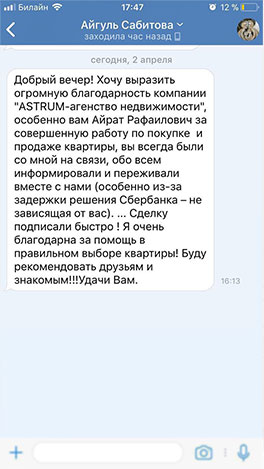 Билайн 17:47 12 %
Айгуль Сабитова
заходила час назад
сегодня, 2 апреля
Добрый вечер! Хочу выразить
огромную благодарность компании
"ASTRUM-агенство недвижимости",
особенно вам Айрат Рафаилович за
совершенную работу по покупке и
продаже квартиры, вы всегда были
со мной на связи, обо всем
информировали и переживали
вместе с нами (особенно из-за
задержки решения Сбербанка – не
зависящая от вас). ... Сделку
подписали быстро ! Я очень
благодарна за помощь в
правильном выборе квартиры! Буду
рекомендовать друзьям и
знакомым!!!Удачи Вам.
16:13